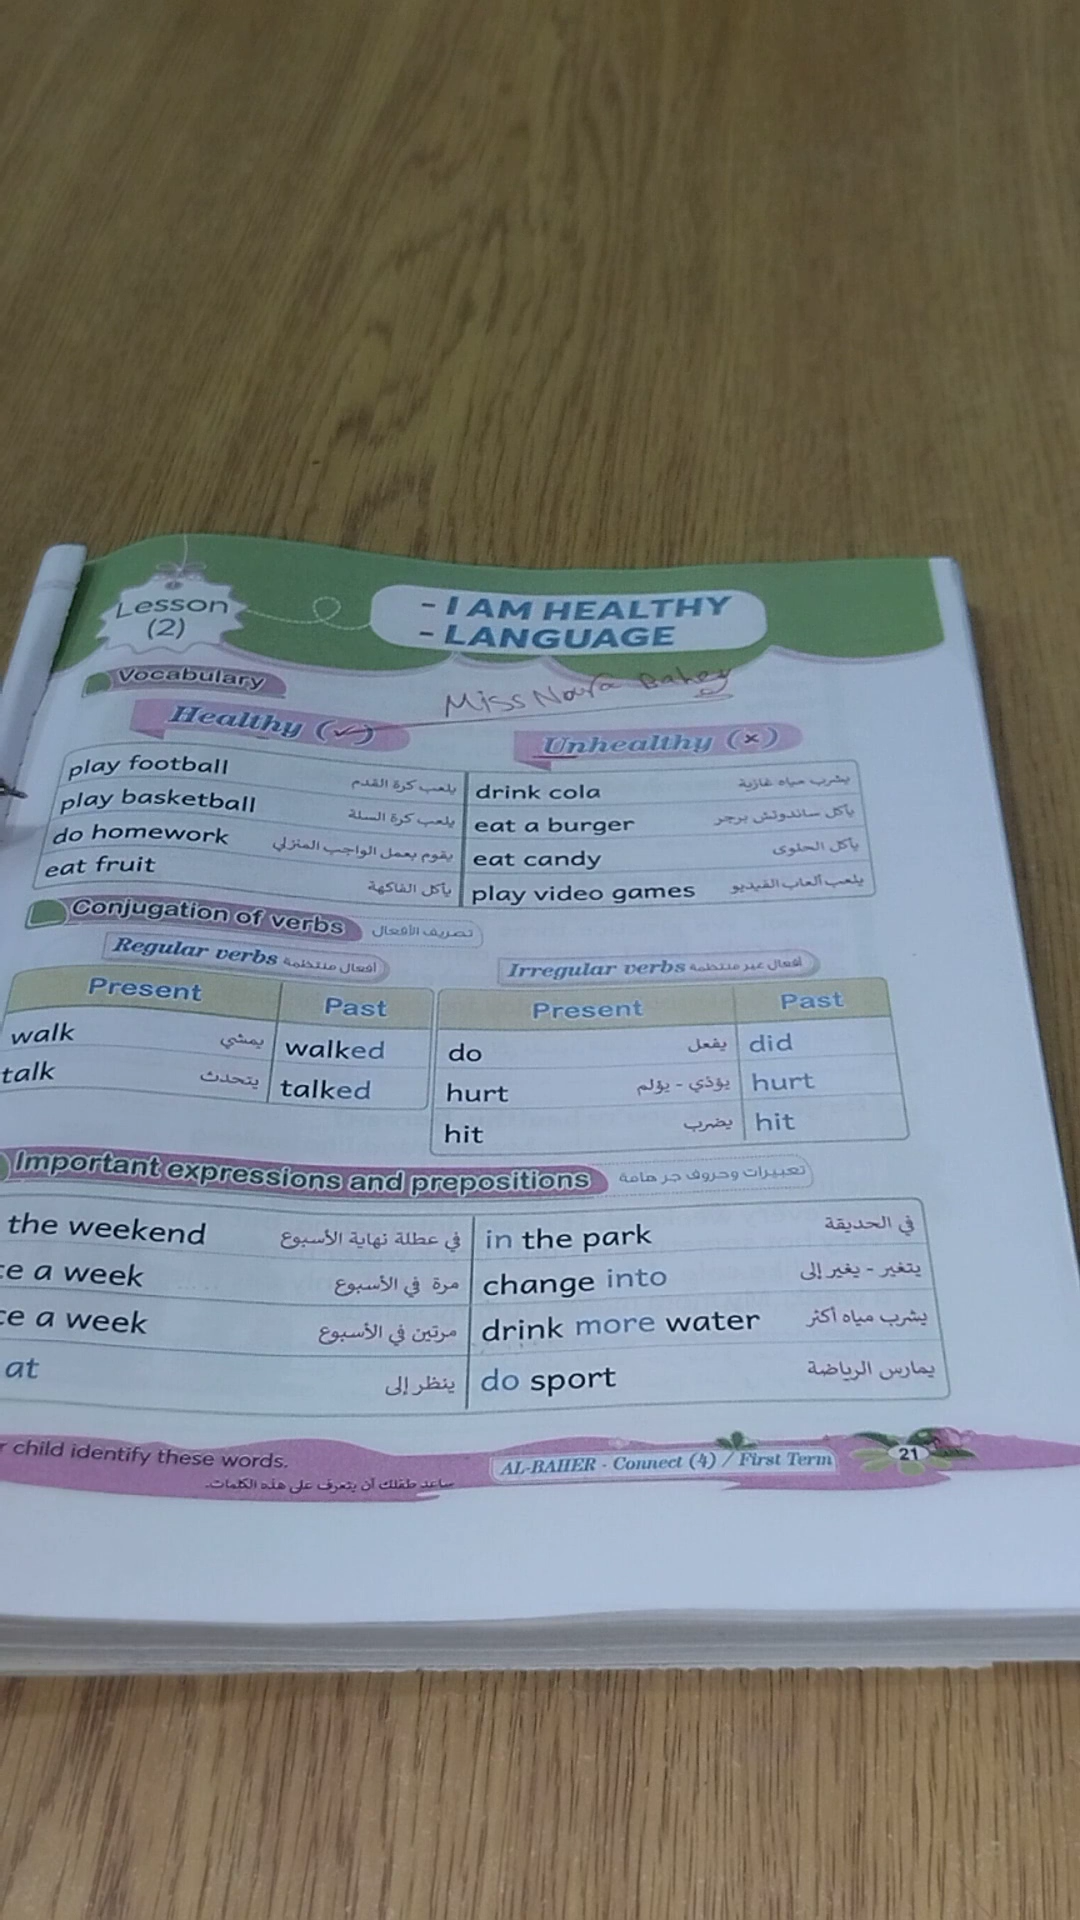 Lesson
(2)
- I AM HEALTHY
- LANGUAGE
Vocabulary
Miss Nora Baher
Healthy (✓)
Unhealthy (×)
play football يلعب كرة القدم
drink cola يشرب مياه غازية
play basketball يلعب كرة السلة
eat a burger يأكل ساندوتش برجر
do homework يقوم بعمل الواجب المنزلي
eat candy يأكل الحلوى
eat fruit يأكل الفاكهة
play video games يلعب ألعاب الفيديو
Conjugation of verbs تصريف الأفعال
Regular verbs أفعال منتظمة
Irregular verbs أفعال غير منتظمة
Present Past
Present Past
walk يمشي walked
do يفعل did
talk يتحدث talked
hurt يؤذي - يؤلم hurt
hit يضرب hit
Important expressions and prepositions تعبيرات وحروف جر هامة
the weekend في عطلة نهاية الأسبوع
in the park في الحديقة
ce a week مرة في الأسبوع
change into يتغير - يغير إلى
ce a week مرتين في الأسبوع
drink more water يشرب مياه أكثر
at ينظر إلى
do sport يمارس الرياضة
r child identify these words.
ساعد طفلك أن يتعرف على هذه الكلمات.
AL-BAHER - Connect (4) / First Term
21